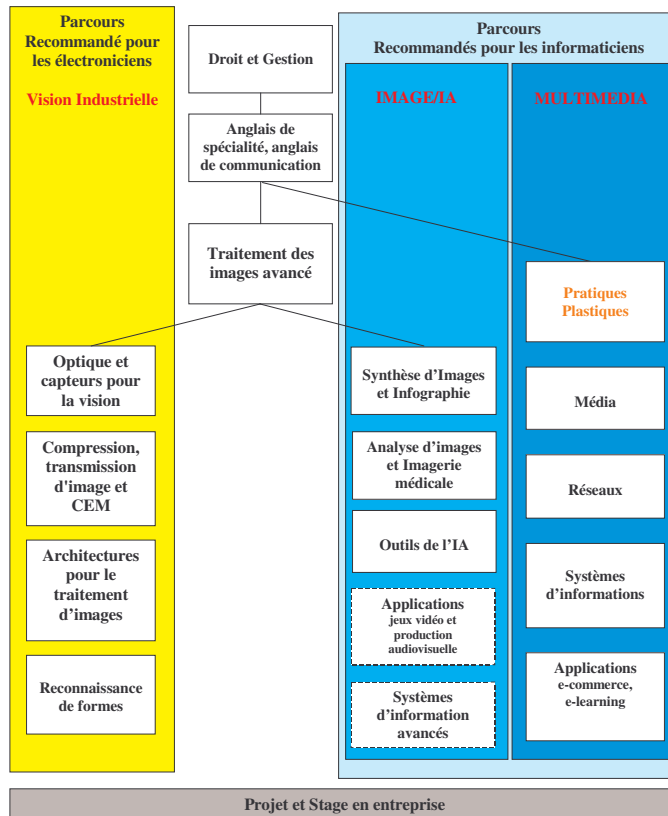 Parcours
Recommandé pour
les électroniciens
Vision Industrielle
Optique et
capteurs pour
la vision
Compression,
transmission
d'image et
CEM
Architectures
pour le
traitement
d'images
Reconnaissance
de formes
Droit et Gestion
Anglais de
spécialité, anglais
de communication
Traitement des
images avancé
Parcours
Recommandés pour les informaticiens
IMAGE/IA
Synthèse d'Images
et Infographie
Analyse d'images
et Imagerie
médicale
Outils de l'IA
Applications
jeux vidéo et
production
audiovisuelle
Systèmes
d'information
avancés
MULTIMEDIA
Pratiques
Plastiques
Média
Réseaux
Systèmes
d'informations
Applications
e-commerce,
e-learning
Projet et Stage en entreprise